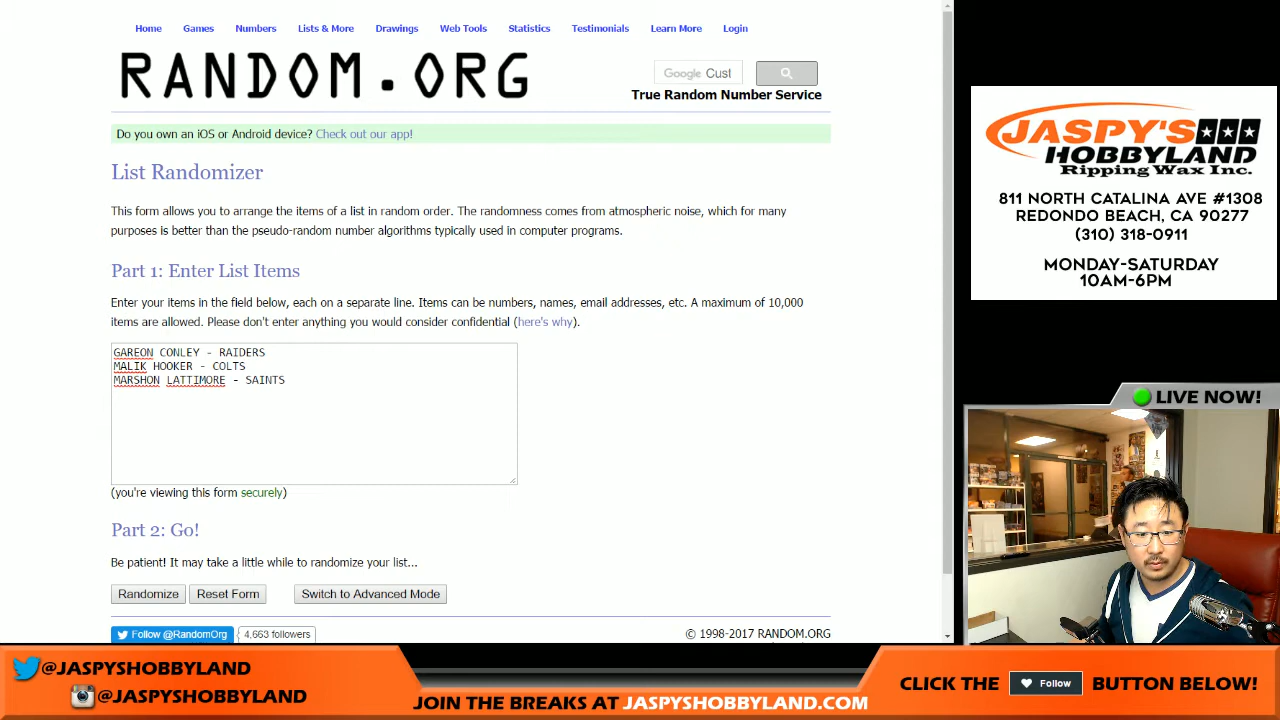 Home Games Numbers Lists & More Drawings Web Tools Statistics Testimonials Learn More Login
RANDOM.ORG
Google Cust
True Random Number Service
Do you own an iOS or Android device? Check out our app!
List Randomizer
This form allows you to arrange the items of a list in random order. The randomness comes from atmospheric noise, which for many
purposes is better than the pseudo-random number algorithms typically used in computer programs.
Part 1: Enter List Items
Enter your items in the field below, each on a separate line. Items can be numbers, names, email addresses, etc. A maximum of 10,000
items are allowed. Please don't enter anything you would consider confidential (here's why).
GAREON CONLEY - RAIDERS
MALIK HOOKER - COLTS
MARSHON LATTIMORE - SAINTS
(you're viewing this form securely)
Part 2: Go!
Be patient! It may take a little while to randomize your list...
Randomize Reset Form Switch to Advanced Mode
Follow @RandomOrg 4,663 followers
© 1998-2017 RANDOM.ORG
JASPY'S
HOBBYLAND
Ripping Wax Inc.
811 NORTH CATALINA AVE #1308
REDONDO BEACH, CA 90277
(310) 318-0911
MONDAY-SATURDAY
10AM-6PM
LIVE NOW!
@JASPYSHOBBYLAND
@JASPYSHOBBYLAND
JOIN THE BREAKS AT JASPYSHOBBYLAND.COM
CLICK THE Follow BUTTON BELOW!